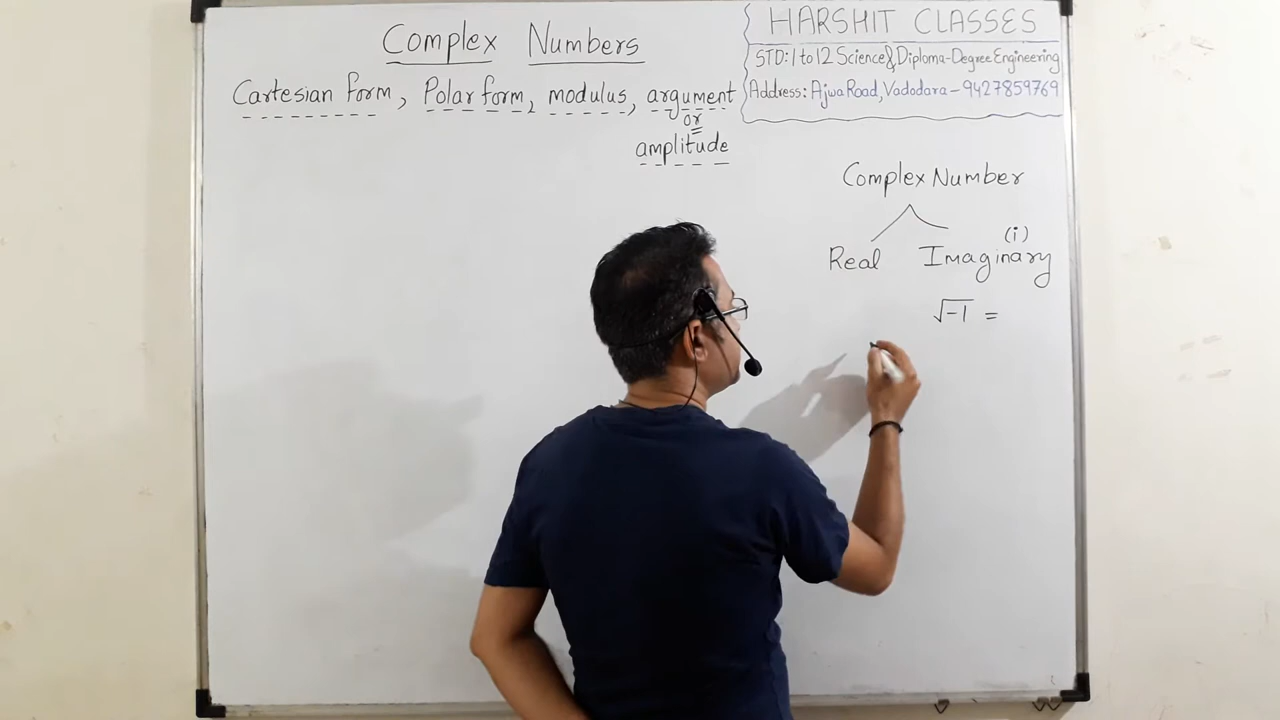 Complex Numbers
Cartesian form, Polar form, modulus, argument
or
amplitude
HARSHIT CLASSES
STD: 1 to 12 Science & Diploma-Degree Engineering
Address: Ajwa Road, Vadodara - 9427859769
Complex Number
(i)
Real Imaginary
√-1 =